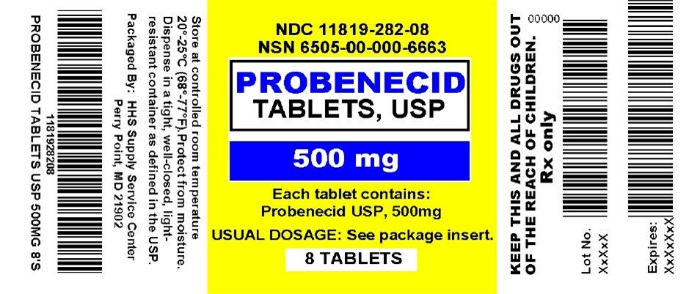 PROBENECID TABLETS USP 500MG 8'S
1181928208
Store at controlled room temperature
20°-25°C (68°-77°F). Protect from moisture.
Dispense in a tight, well-closed, light-
resistant container as defined in the USP.
Packaged By: HHS Supply Service Center
Perry Point, MD 21902
NDC 11819-282-08
NSN 6505-00-000-6663
PROBENECID
TABLETS, USP
500 mg
Each tablet contains:
Probenecid USP, 500mg
USUAL DOSAGE: See package insert.
8 TABLETS
KEEP THIS AND ALL DRUGS OUT
OF THE REACH OF CHILDREN.
Rx only
00000
Lot No.
XxXxX
Expires:
XxXxXxX